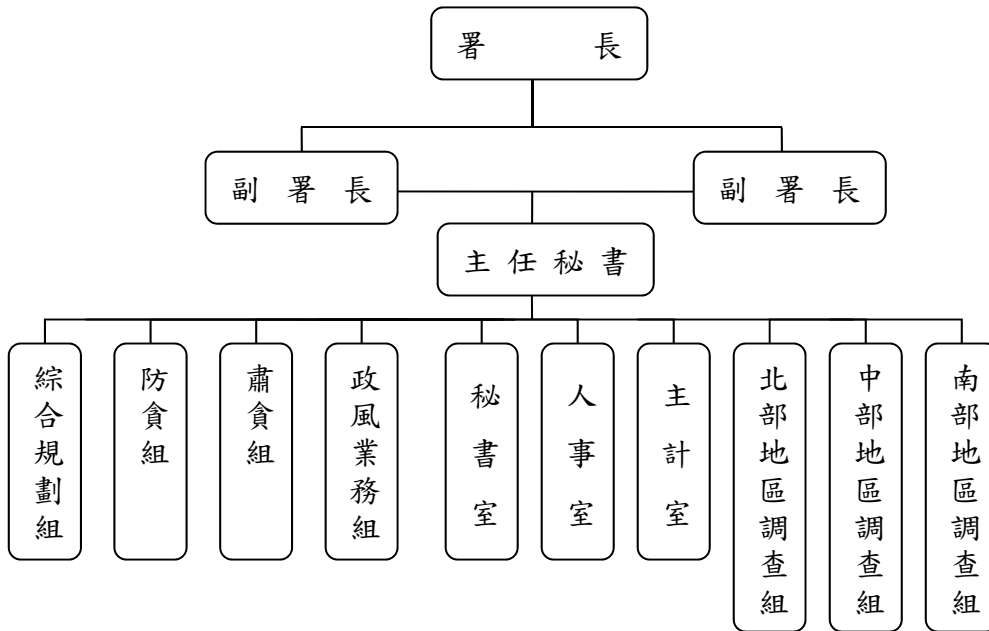 署長
副署長
副署長
主任秘書
綜合規劃組
防貪組
肅貪組
政風業務組
秘書室
人事室
主計室
北部地區調查組
中部地區調查組
南部地區調查組